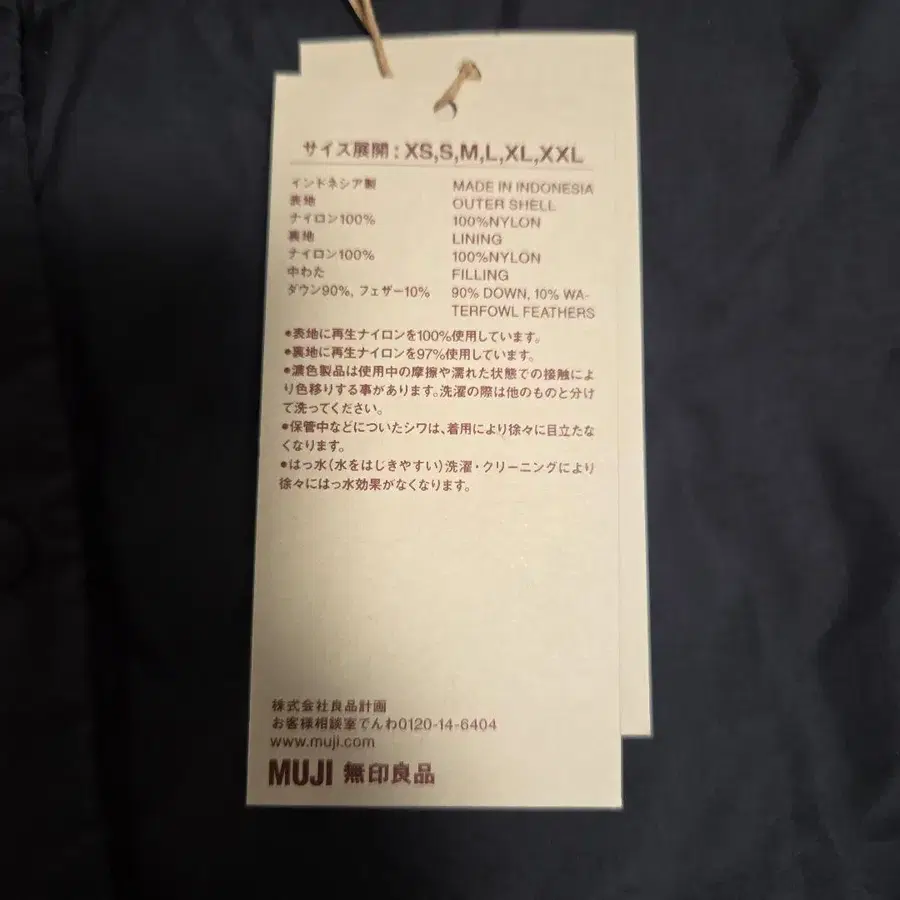 サイズ展開：XS,S,M,L,XL,XXL
インドネシア製 MADE IN INDONESIA
表地 OUTER SHELL
ナイロン100% 100%NYLON
裏地 LINING
ナイロン100% 100%NYLON
中わた FILLING
ダウン90%, フェザー10% 90% DOWN, 10% WA-
TERFOWL FEATHERS
●表地に再生ナイロンを100%使用しています。
●裏地に再生ナイロンを97%使用しています。
●濃色製品は使用中の摩擦や濡れた状態での接触によ
り色移りする事があります。洗濯の際は他のものと分け
て洗ってください。
●保管中などについたシワは、着用により徐々に目立たな
くなります。
●はっ水（水をはじきやすい）洗濯・クリーニングにより
徐々にはっ水効果がなくなります。
株式会社良品計画
お客様相談室でんわ0120-14-6404
www.muji.com
MUJI 無印良品